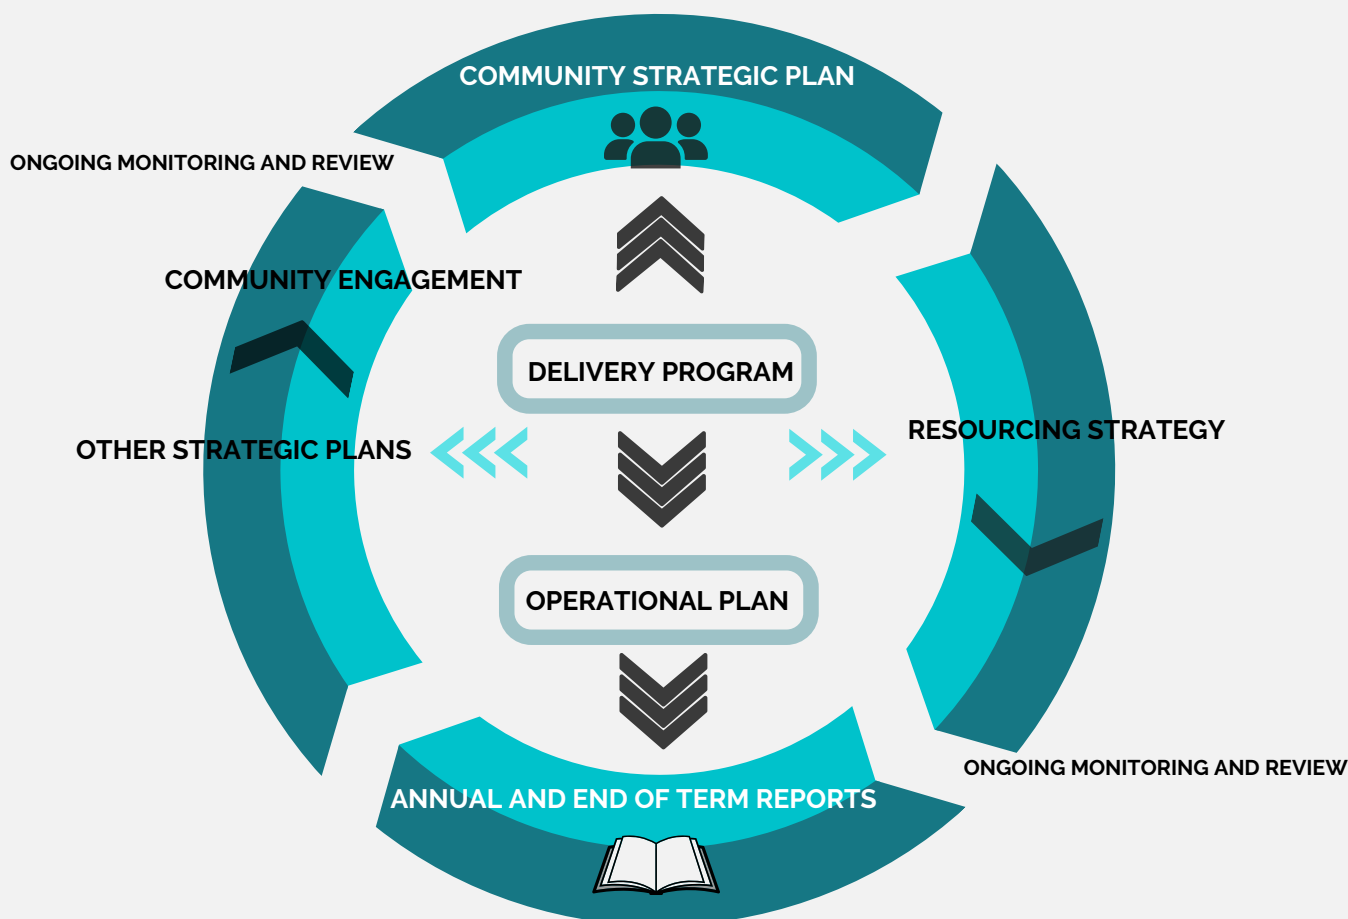 COMMUNITY STRATEGIC PLAN
ONGOING MONITORING AND REVIEW
COMMUNITY ENGAGEMENT
DELIVERY PROGRAM
RESOURCING STRATEGY
OTHER STRATEGIC PLANS
OPERATIONAL PLAN
ONGOING MONITORING AND REVIEW
ANNUAL AND END OF TERM REPORTS